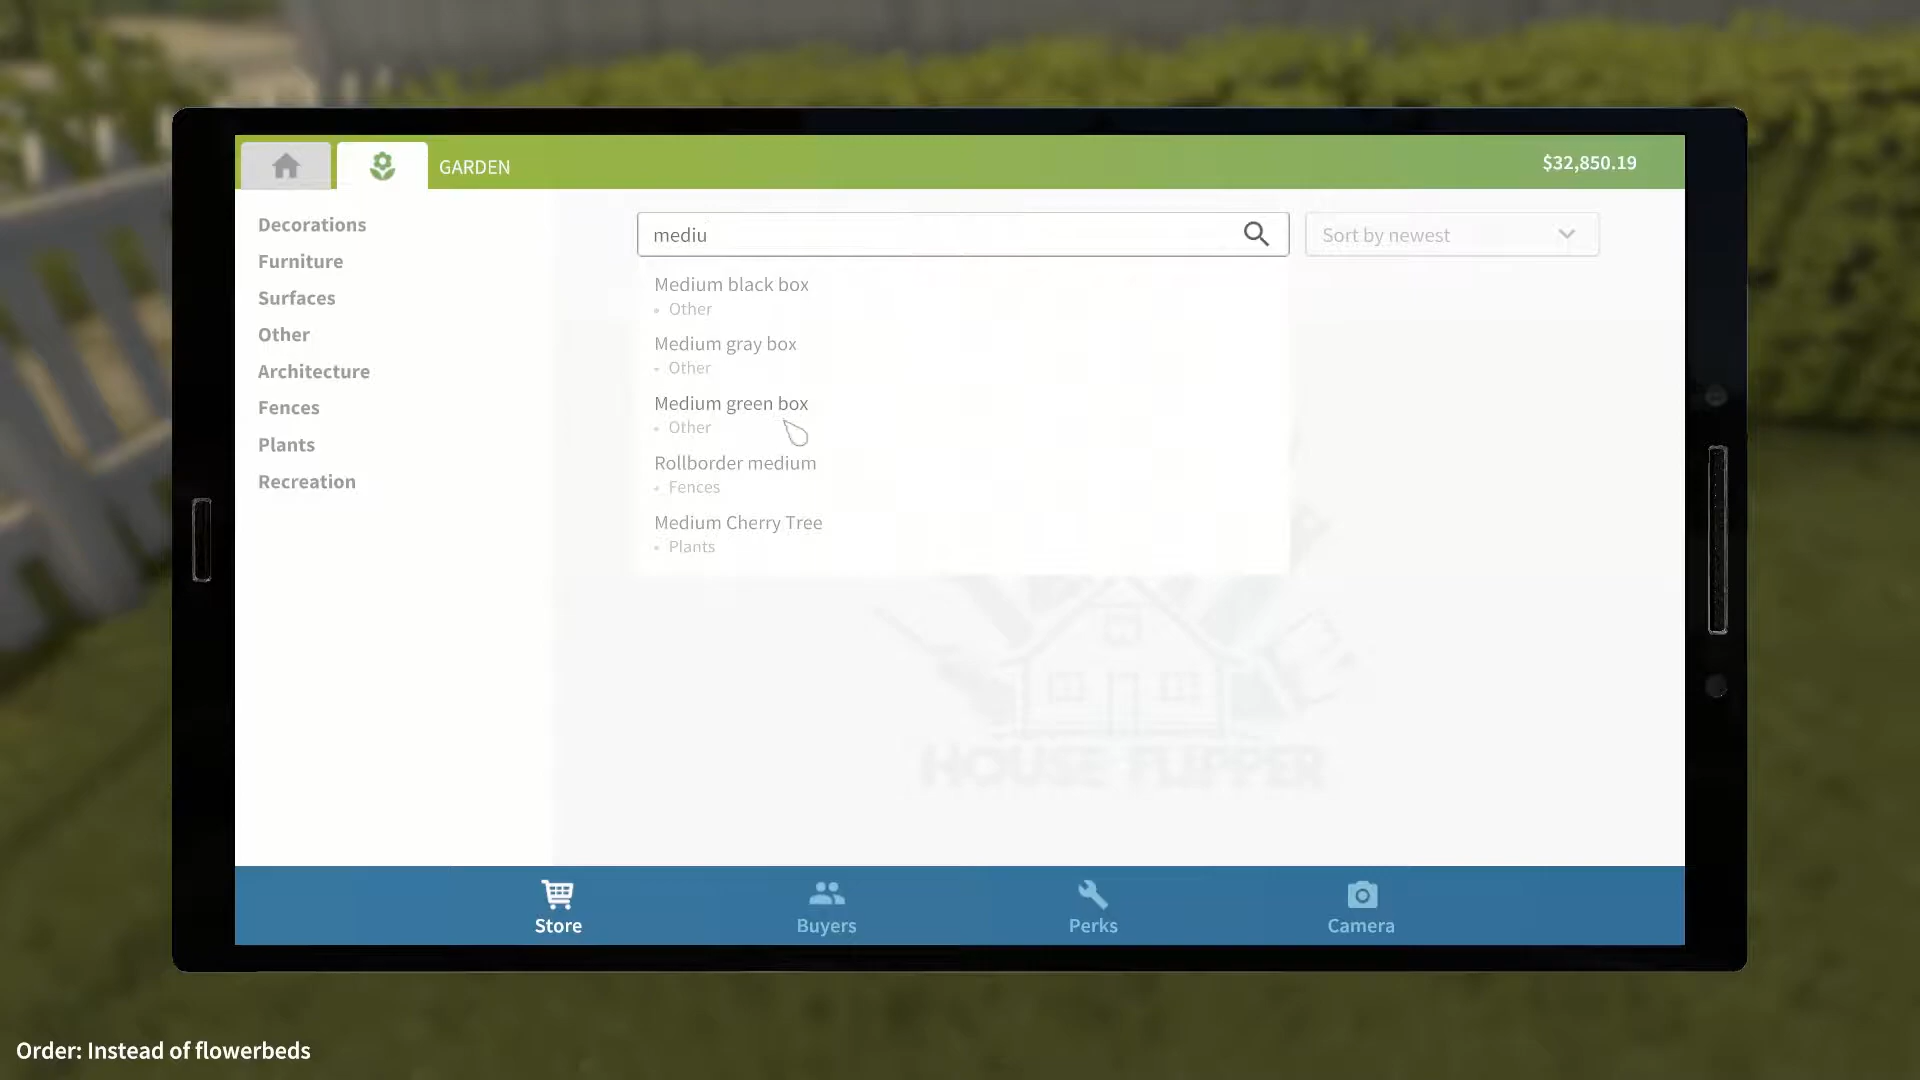 GARDEN
$32,850.19
Decorations
Furniture
Surfaces
Other
Architecture
Fences
Plants
Recreation
mediu
Sort by newest
Medium black box
Other
Medium gray box
Other
Medium green box
Other
Rollborder medium
Fences
Medium Cherry Tree
Plants
HOUSE FLIPPER
Store
Buyers
Perks
Camera
Order: Instead of flowerbeds